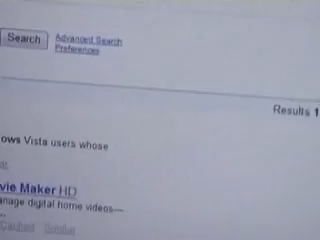 Search Advanced Search
Preferences
Results 1
ows Vista users whose
vie Maker HD
anage digital home videos—
...
Cached Similar